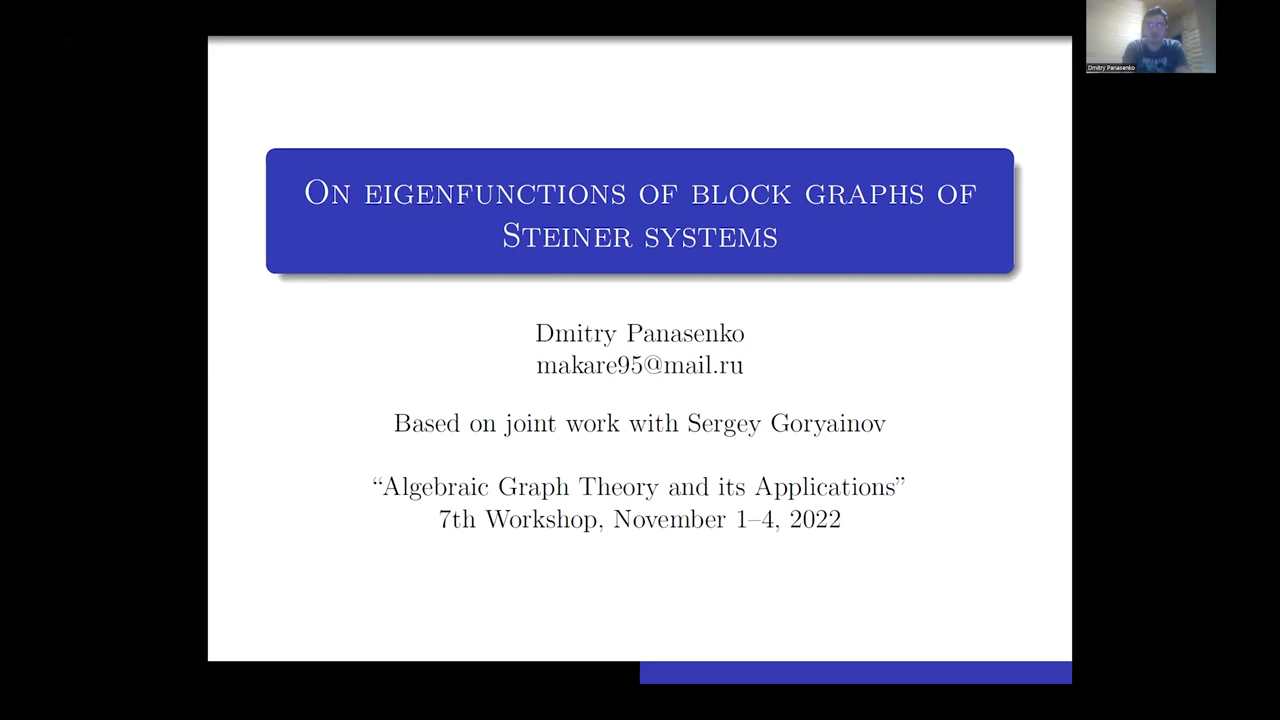 Dmitry Panasenko
On eigenfunctions of block graphs of
Steiner systems
Dmitry Panasenko
makare95@mail.ru
Based on joint work with Sergey Goryainov
“Algebraic Graph Theory and its Applications”
7th Workshop, November 1–4, 2022